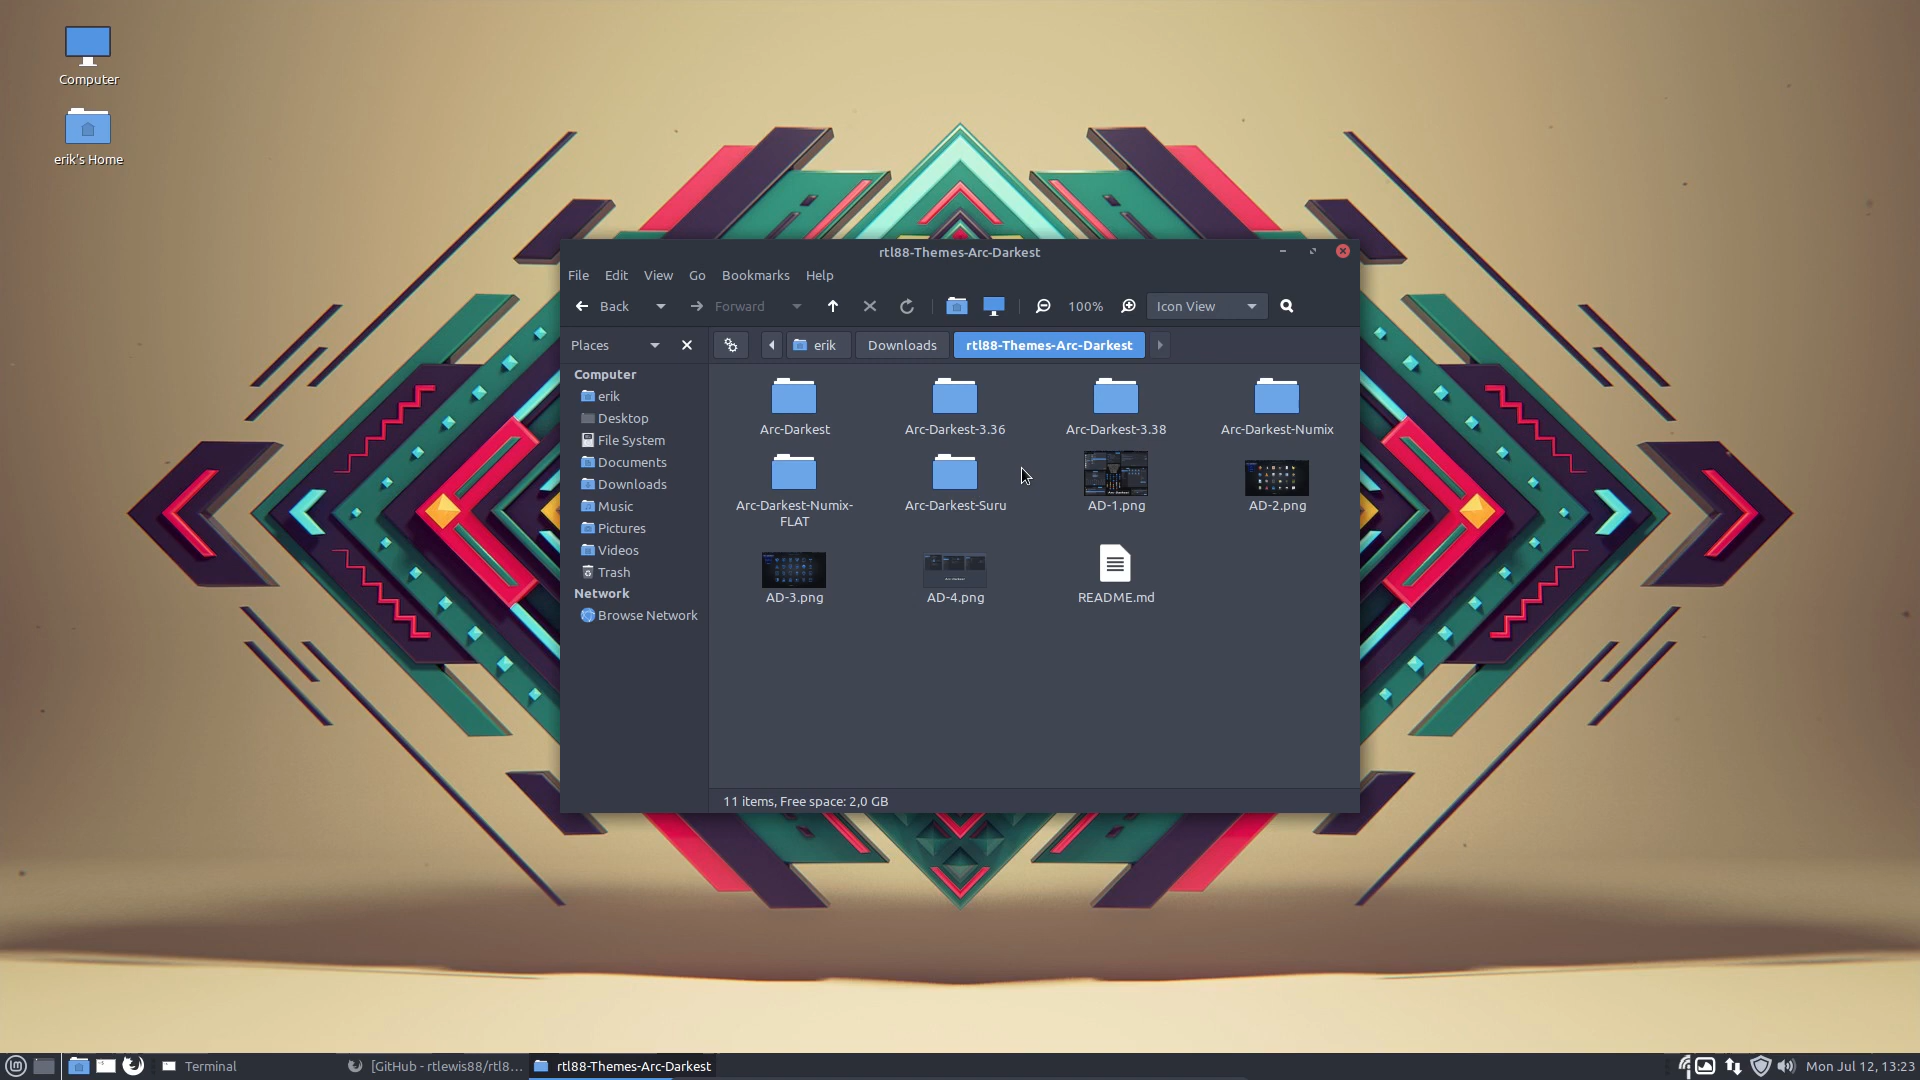 Computer
erik's Home
rtl88-Themes-Arc-Darkest
File Edit View Go Bookmarks Help
Back Forward 100% Icon View
Places erik Downloads rtl88-Themes-Arc-Darkest
Computer
erik
Desktop
File System
Documents
Downloads
Music
Pictures
Videos
Trash
Network
Browse Network
Arc-Darkest Arc-Darkest-3.36 Arc-Darkest-3.38 Arc-Darkest-Numix
Arc-Darkest-Numix-
FLAT
Arc-Darkest-Suru AD-1.png AD-2.png
AD-3.png AD-4.png README.md
11 items, Free space: 2,0 GB
Terminal [GitHub - rtlewis88/rtl8... rtl88-Themes-Arc-Darkest Mon Jul 12, 13:23